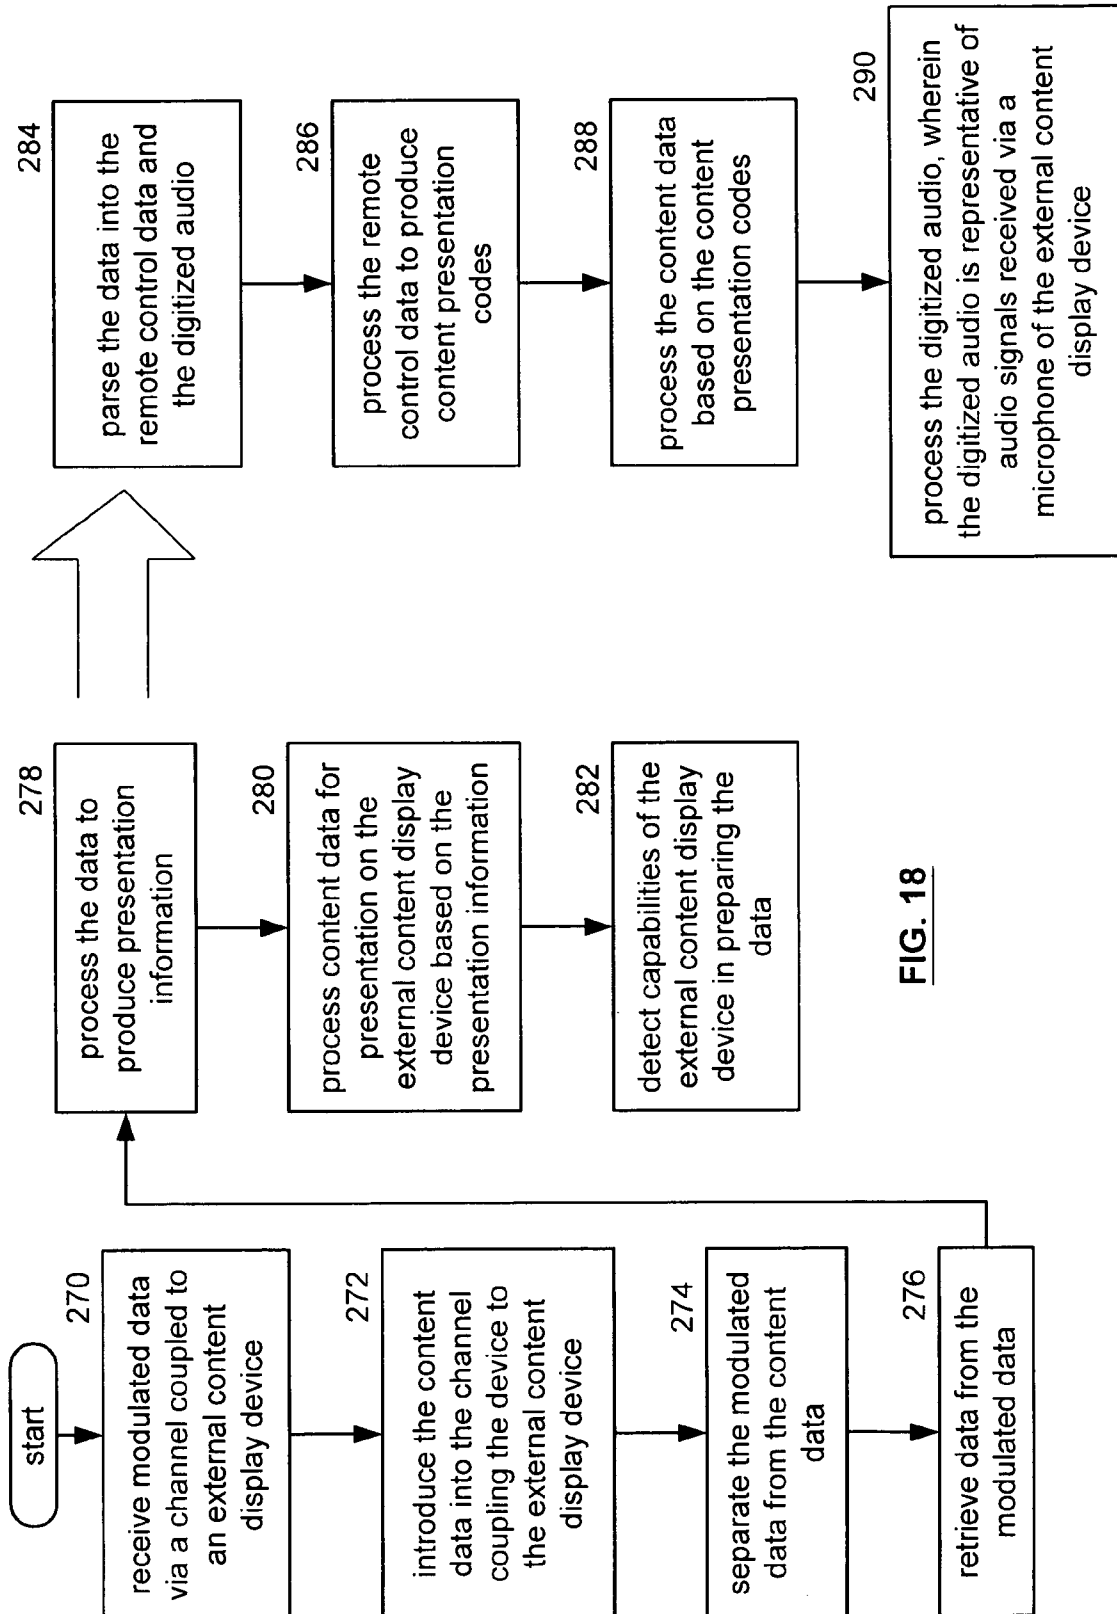 start
270
receive modulated data
via a channel coupled to
an external content
display device
272
introduce the content
data into the channel
coupling the device to
the external content
display device
274
separate the modulated
data from the content
data
276
retrieve data from the
modulated data
278
process the data to
produce presentation
information
280
process content data for
presentation on the
external content display
device based on the
presentation information
282
detect capabilities of the
external content display
device in preparing the
data
284
parse the data into the
remote control data and
the digitized audio
286
process the remote
control data to produce
content presentation
codes
288
process the content data
based on the content
presentation codes
290
process the digitized audio, wherein
the digitized audio is representative of
audio signals received via a
microphone of the external content
display device
FIG. 18